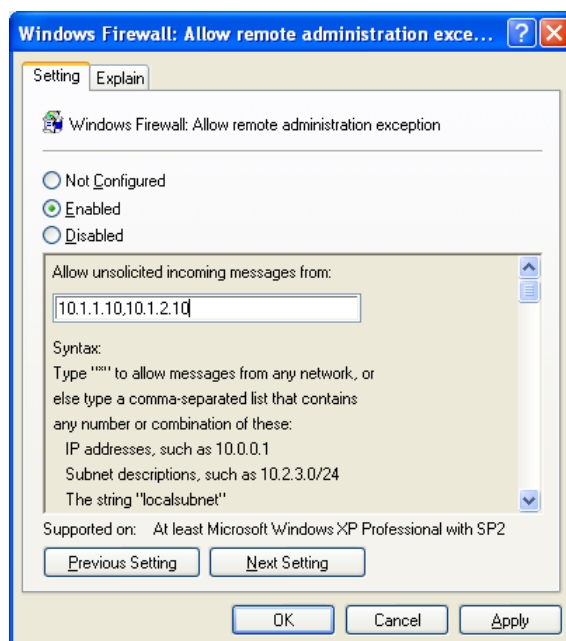 Windows Firewall: Allow remote administration exce...
Setting
Explain
Windows Firewall: Allow remote administration exception
Not Configured
Enabled
Disabled
Allow unsolicited incoming messages from:
10.1.1.10,10.1.2.10
Syntax:
Type "*" to allow messages from any network, or
else type a comma-separated list that contains
any number or combination of these:
IP addresses, such as 10.0.0.1
Subnet descriptions, such as 10.2.3.0/24
The string "localsubnet"
Supported on: At least Microsoft Windows XP Professional with SP2
Previous Setting
Next Setting
OK
Cancel
Apply